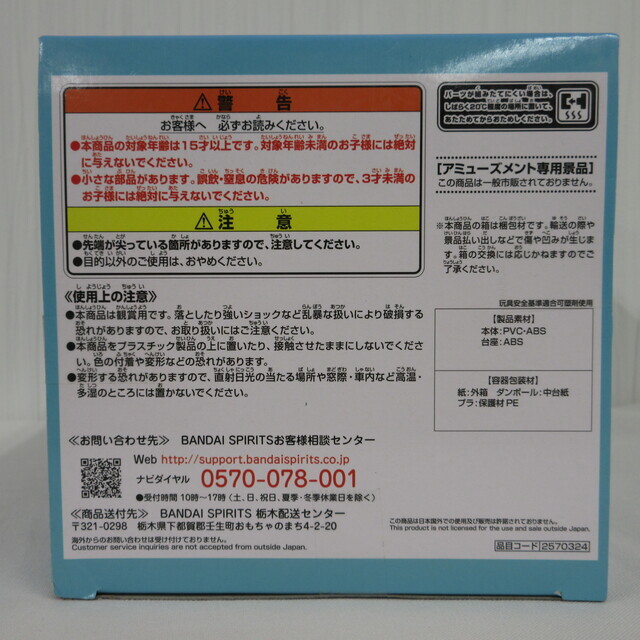 ⚠警告
お客様へ 必ずお読みください。
●本商品の対象年齢は15才以上です。対象年齢未満のお子様には絶対
に与えないでください。
●小さな部品があります。誤飲・窒息の危険がありますので、3才未満の
お子様には絶対に与えないでください。
⚠注意
●先端が尖っている箇所がありますので、注意してください。
●目的以外のご使用は、おやめください。
《使用上の注意》
●本商品は観賞用です。落としたり強いショックなど乱暴な扱いにより破損する
恐れがありますので、お取り扱いにはご注意ください。
●本商品をプラスチック製品の上に置いたり、接触させたままにしないでくださ
い。色の付着や変形などの恐れがあります。
●変形する恐れがありますので、直射日光の当たる場所や窓際・車内など高温・
多湿のところには置かないでください。
≪お問い合わせ先≫ BANDAI SPIRITSお客様相談センター
Web http://support.bandaispirits.co.jp
ナビダイヤル 0570-078-001
●受付時間 10時～17時(土、日、祝日、夏季・冬季休業日を除く)
≪商品送付先≫ BANDAI SPIRITS 栃木配送センター
〒321-0298 栃木県下都賀郡壬生町おもちゃのまち4-2-20
海外からのお問い合わせは受け付けておりません。
Customer service inquiries are not accepted from outside Japan.
パーツが組みたてにくい場合は、
しばらく20℃程度の場所に置いて、
あたためてからおためしください。
【アミューズメント専用景品】
この商品は一般市販されておりません。
※本商品の箱は梱包材です。輸送の際や
景品払い出しなどで傷や凹みが生じま
す。箱の交換には応じかねますのでご
了承ください。
玩具安全基準適合可塑剤使用
【製品素材】
本体:PVC・ABS
台座:ABS
【容器包装材】
紙:外箱 ダンボール:中台紙
プラ:保護材PE
この商品は日本国外での使用及び販売は許諾されておりません。
This product is not licensed for the use and sale outside Japan.
品目コード 2570324